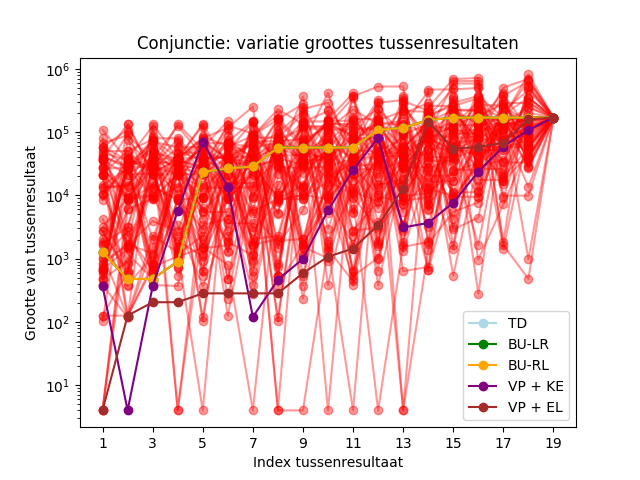 Conjunctie: variatie groottes tussenresultaten
Grootte van tussenresultaat
10^6
10^5
10^4
10^3
10^2
10^1
TD
BU-LR
BU-RL
VP + KE
VP + EL
1 3 5 7 9 11 13 15 17 19
Index tussenresultaat